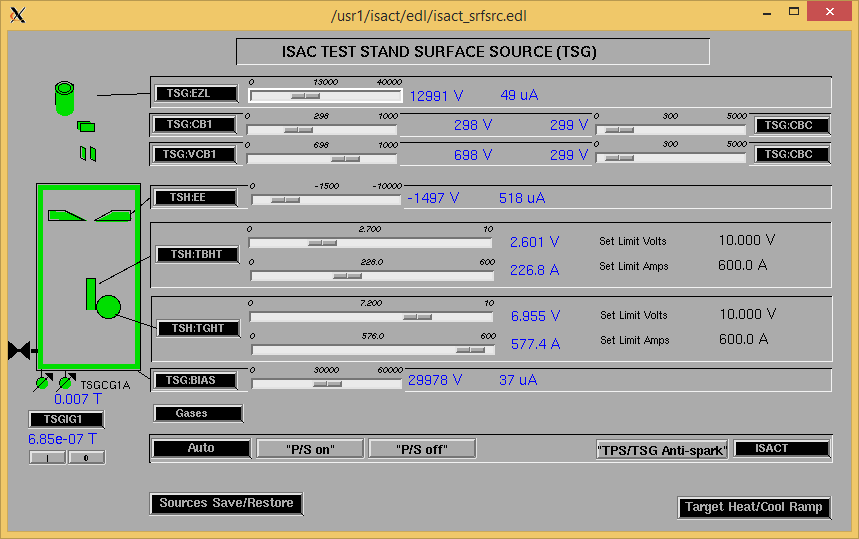 /usr1/isact/edl/isact_srfsrc.edl
ISAC TEST STAND SURFACE SOURCE (TSG)
TSG:EZL 0 13000 40000 12991 V 49 uA
TSG:CB1 0 298 1000 298 V 299 V 0 300 5000 TSG:CBC
TSG:VCB1 0 698 1000 698 V 299 V 0 300 5000 TSG:CBC
TSH:EE 0 -1500 -10000 -1497 V 518 uA
TSH:TBHT
0 2.700 10 2.601 V Set Limit Volts 10.000 V
0 226.0 600 226.8 A Set Limit Amps 600.0 A
TSH:TGHT
0 7.200 10 6.955 V Set Limit Volts 10.000 V
0 576.0 600 577.4 A Set Limit Amps 600.0 A
TSG:BIAS 0 30000 60000 29978 V 37 uA
TSGCG1A
0.007 T
TSGIG1
6.85e-07 T
I 0
Gases
Auto "P/S on" "P/S off" "TPS/TSG Anti-spark" ISACT
Sources Save/Restore Target Heat/Cool Ramp